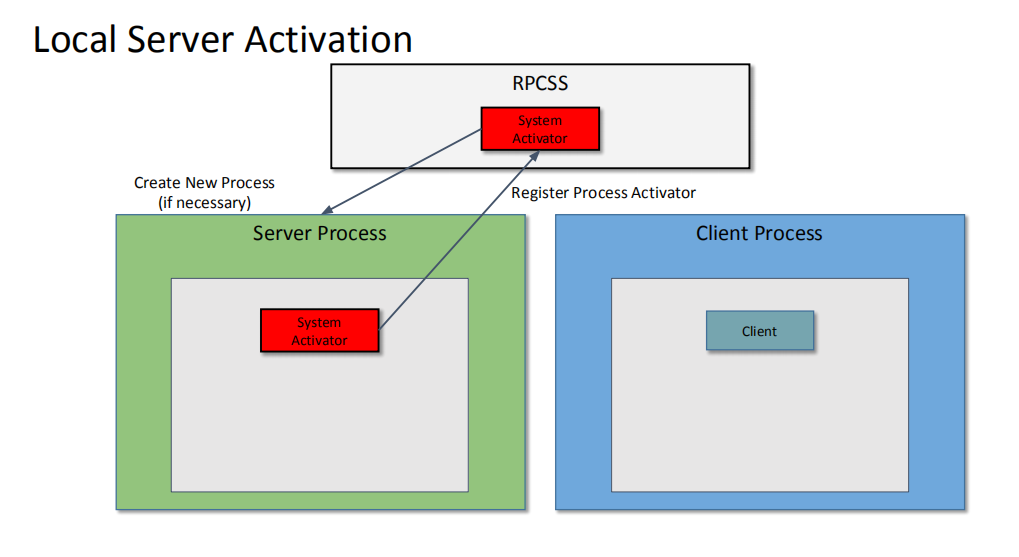 Local Server Activation
RPCSS
System
Activator
Create New Process
(if necessary)
Register Process Activator
Server Process
Client Process
System
Activator
Client